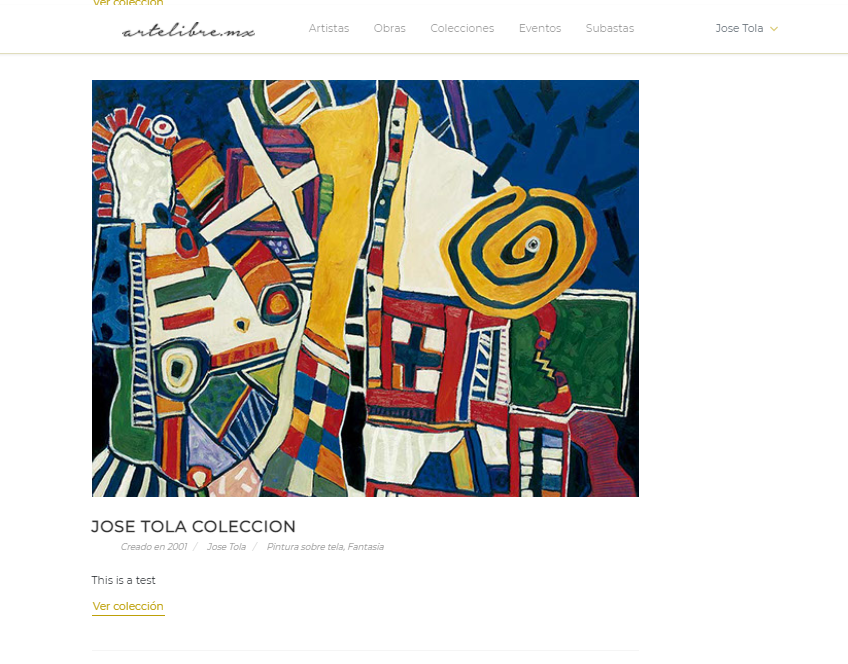 Ver colección
artelibre.mx
Artistas Obras Colecciones Eventos Subastas Jose Tola
JOSE TOLA COLECCION
Creado en 2001 / Jose Tola / Pintura sobre tela, Fantasía
This is a test
Ver colección